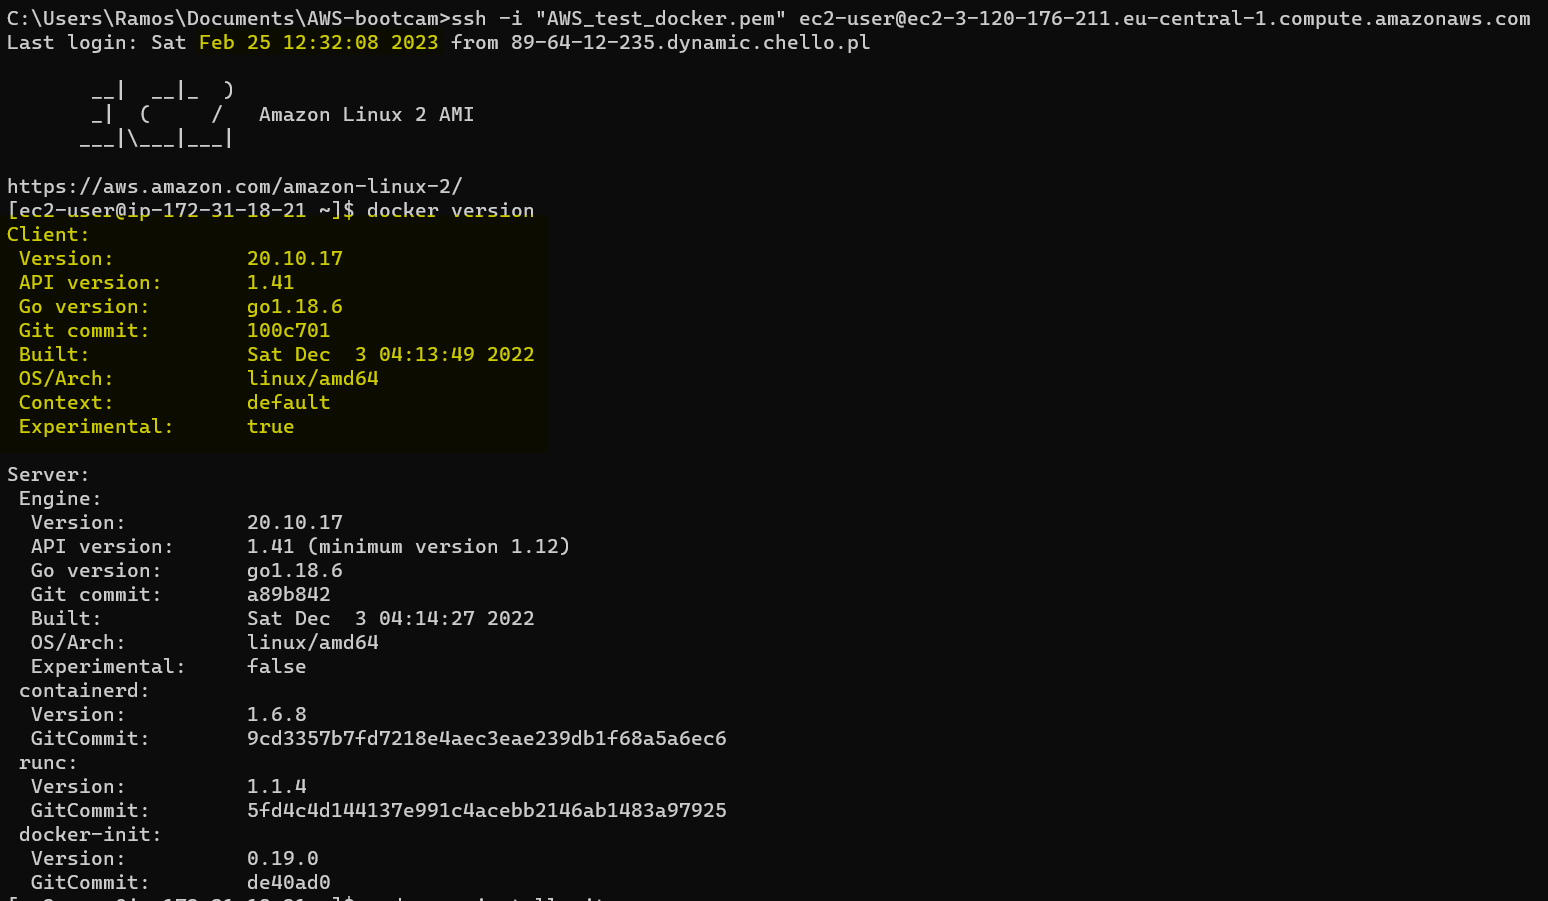 C:\Users\Ramos\Documents\AWS-bootcam>ssh -i "AWS_test_docker.pem" ec2-user@ec2-3-120-176-211.eu-central-1.compute.amazonaws.com
Last login: Sat Feb 25 12:32:08 2023 from 89-64-12-235.dynamic.chello.pl
       __|  __|_  )
       _|  (     /   Amazon Linux 2 AMI
      ___|\___|___|
https://aws.amazon.com/amazon-linux-2/
[ec2-user@ip-172-31-18-21 ~]$ docker version
Client:
 Version:           20.10.17
 API version:       1.41
 Go version:        go1.18.6
 Git commit:        100c701
 Built:             Sat Dec  3 04:13:49 2022
 OS/Arch:           linux/amd64
 Context:           default
 Experimental:      true
Server:
 Engine:
  Version:          20.10.17
  API version:      1.41 (minimum version 1.12)
  Go version:       go1.18.6
  Git commit:       a89b842
  Built:            Sat Dec  3 04:14:27 2022
  OS/Arch:          linux/amd64
  Experimental:     false
 containerd:
  Version:          1.6.8
  GitCommit:        9cd3357b7fd7218e4aec3eae239db1f68a5a6ec6
 runc:
  Version:          1.1.4
  GitCommit:        5fd4c4d144137e991c4acebb2146ab1483a97925
 docker-init:
  Version:          0.19.0
  GitCommit:        de40ad0